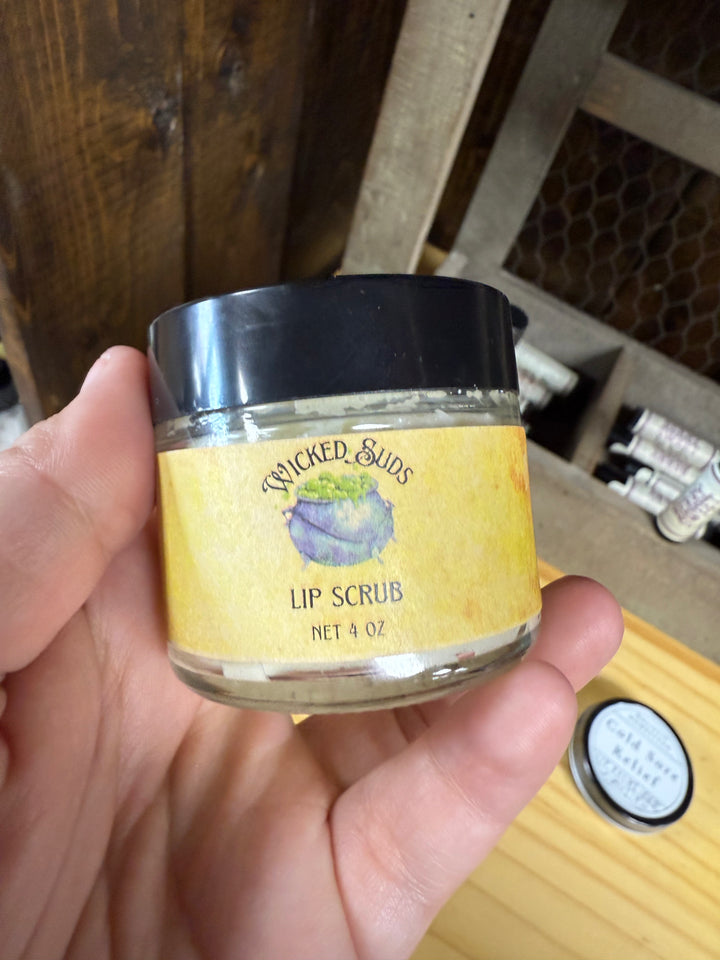 WICKED SUDS
LIP SCRUB
NET 4 OZ
Cold Sore
Relief